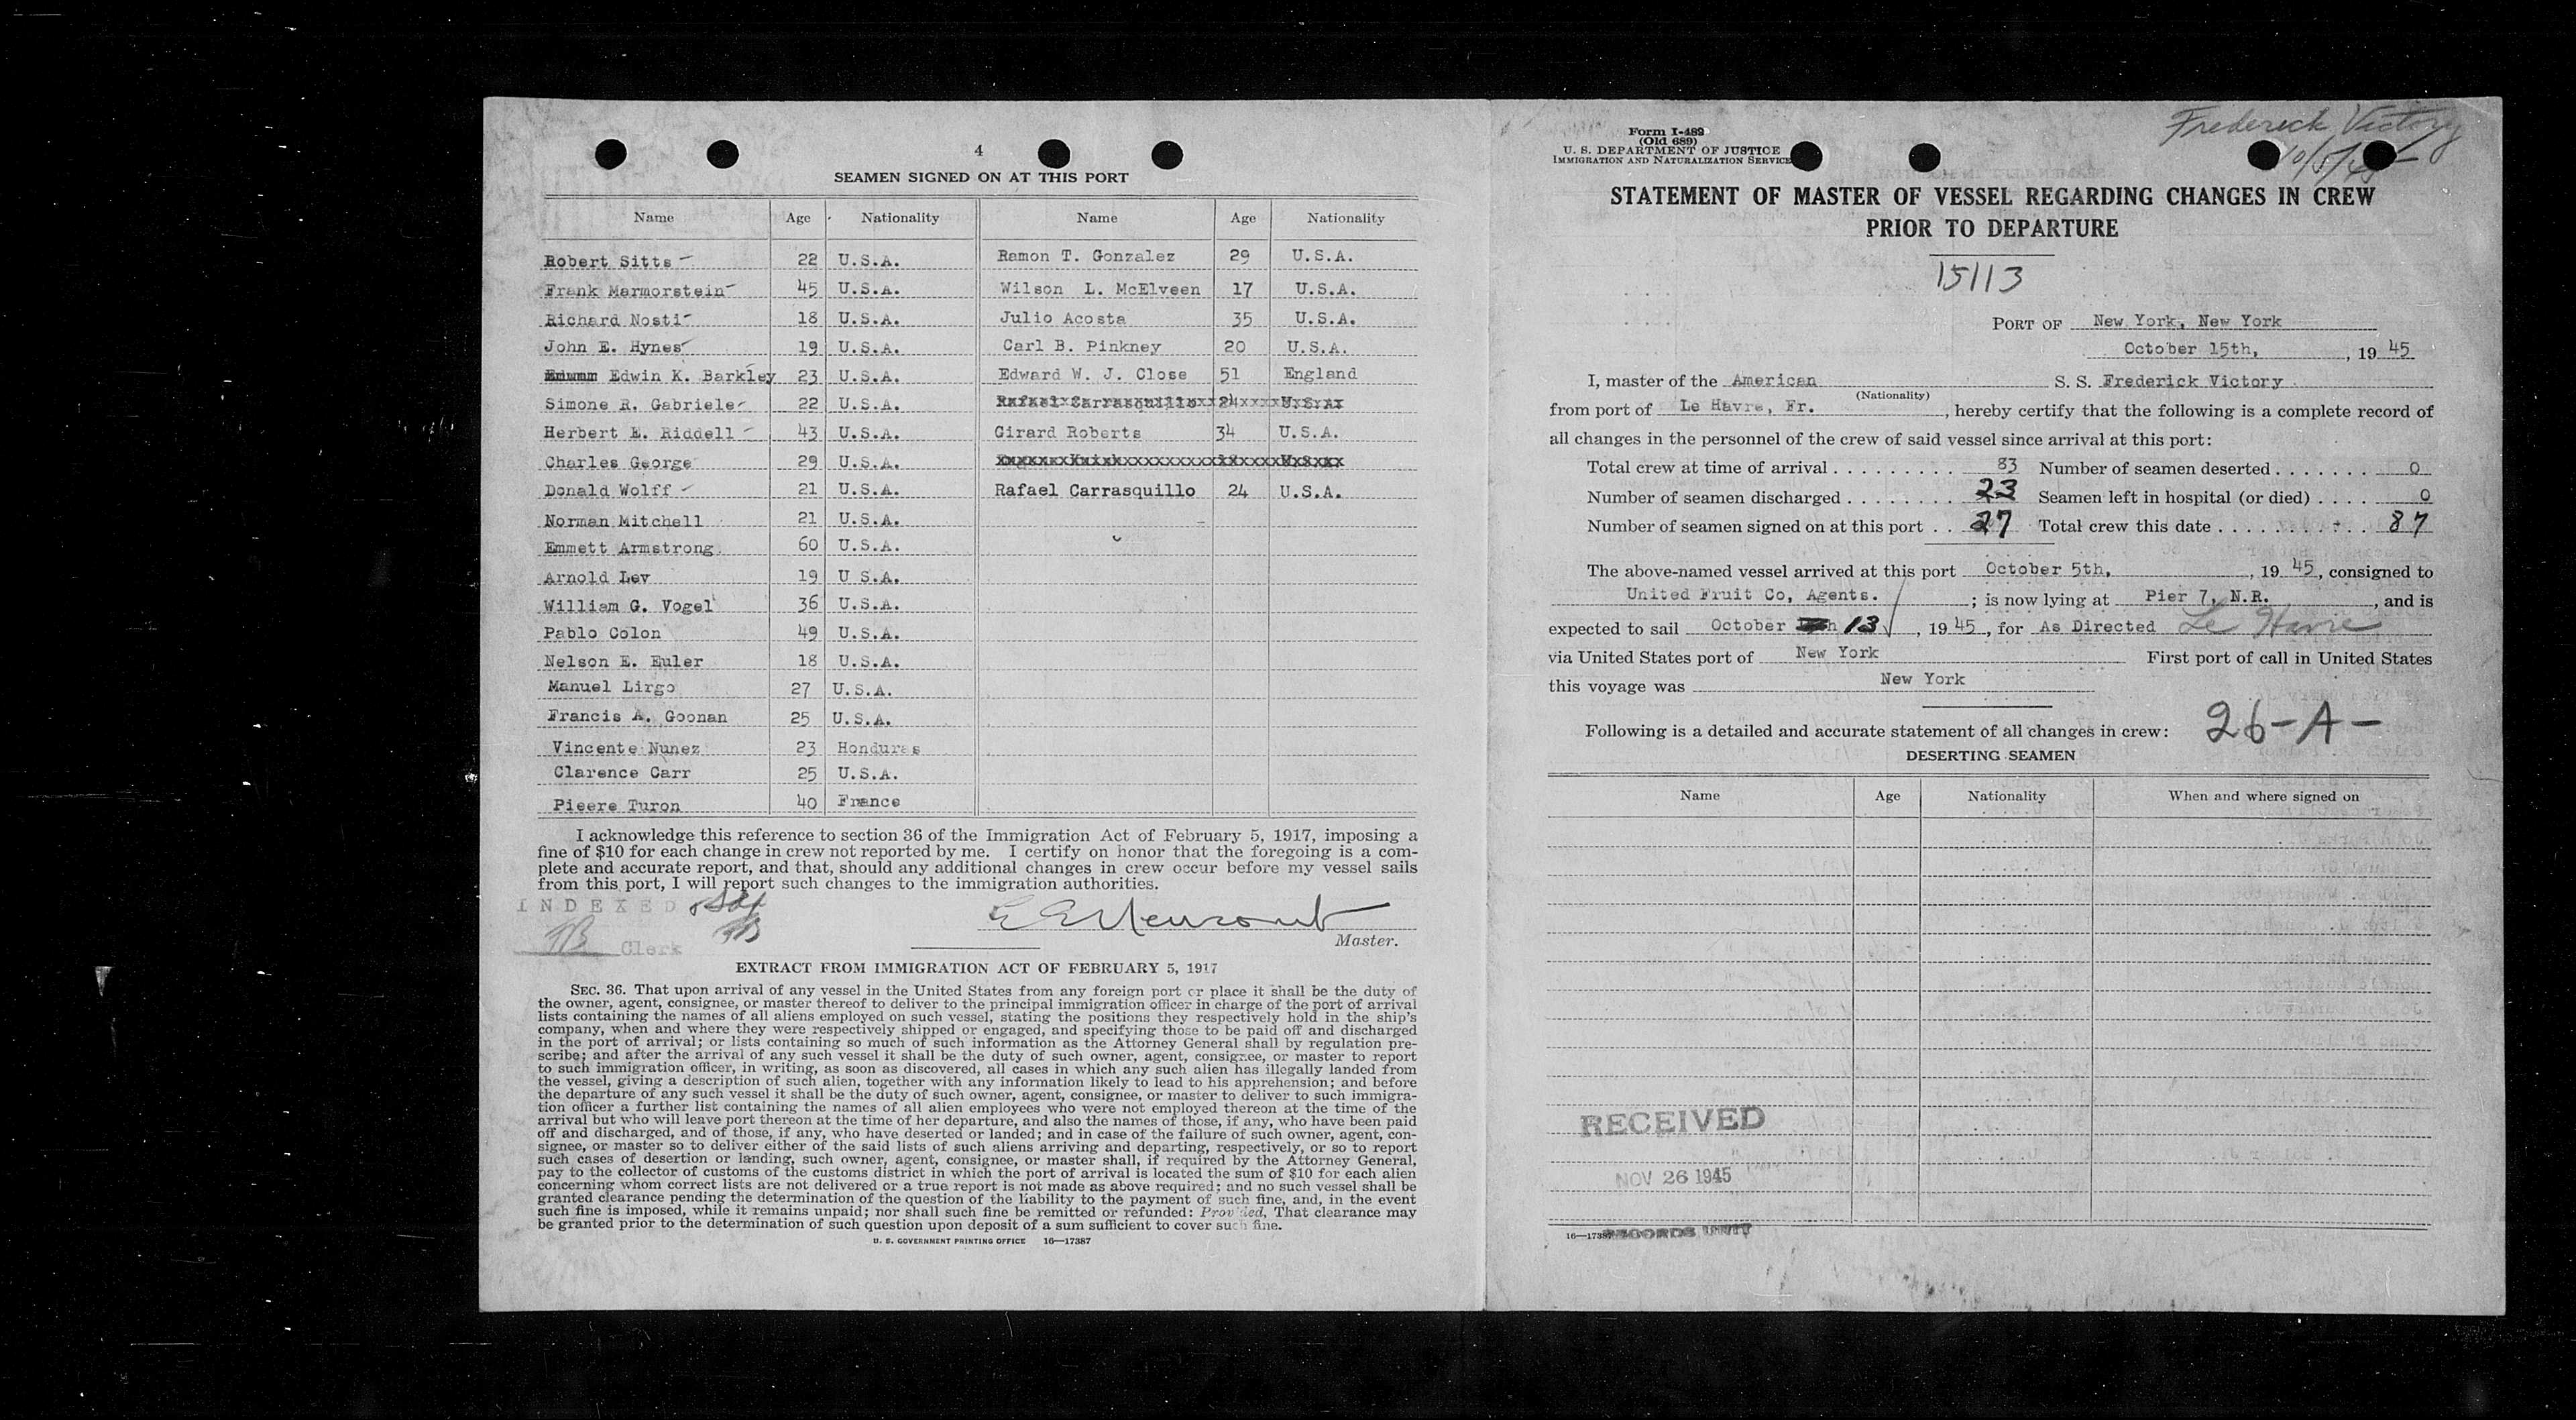 4
SEAMEN SIGNED ON AT THIS PORT
Name Age Nationality Name Age Nationality
Robert Sitts 22 U.S.A. Ramon T. Gonzalez 29 U.S.A.
Frank Marmorstein 45 U.S.A. Wilson L. McElveen 17 U.S.A.
Richard Nosti 18 U.S.A. Julio Acosta 35 U.S.A.
John E. Hynes 19 U.S.A. Carl B. Pinkney 20 U.S.A.
Edwin K. Barkley 23 U.S.A. Edward W. J. Close 51 England
Simone R. Gabriele 22 U.S.A. Rafael Carrasquillo 24 U.S.A.
Herbert E. Riddell 43 U.S.A. Girard Roberts 34 U.S.A.
Charles George 29 U.S.A.
Donald Wolff 21 U.S.A. Rafael Carrasquillo 24 U.S.A.
Norman Mitchell 21 U.S.A.
Emmett Armstrong. 60 U.S.A.
Arnold Lev 19 U S.A.
William G. Vogel 36 U.S.A.
Pablo Colon 49 U.S.A.
Nelson E. Euler 18 U.S.A.
Manuel Lirgo 27 U.S.A.
Francis A. Goonan 25 U.S.A.
Vincente Nunez 23 Honduras
Clarence Carr 25 U.S.A.
Pieere Turon 40 France
I acknowledge this reference to section 36 of the Immigration Act of February 5, 1917, imposing a
fine of $10 for each change in crew not reported by me. I certify on honor that the foregoing is a com-
plete and accurate report, and that, should any additional changes in crew occur before my vessel sails
from this port, I will report such changes to the immigration authorities.
INDEXED
Clerk
Master.
EXTRACT FROM IMMIGRATION ACT OF FEBRUARY 5, 1917
SEC. 36. That upon arrival of any vessel in the United States from any foreign port or place it shall be the duty of
the owner, agent, consignee, or master thereof to deliver to the principal immigration officer in charge of the port of arrival
lists containing the names of all aliens employed on such vessel, stating the positions they respectively hold in the ship's
company, when and where they were respectively shipped or engaged, and specifying those to be paid off and discharged
in the port of arrival; or lists containing so much of such information as the Attorney General shall by regulation pre-
scribe; and after the arrival of any such vessel it shall be the duty of such owner, agent, consignee, or master to report
to such immigration officer, in writing, as soon as discovered, all cases in which any such alien has illegally landed from
the vessel, giving a description of such alien, together with any information likely to lead to his apprehension; and before
the departure of any such vessel it shall be the duty of such owner, agent, consignee, or master to deliver to such immigra-
tion officer a further list containing the names of all alien employees who were not employed thereon at the time of the
arrival but who will leave port thereon at the time of her departure, and also the names of those, if any, who have been paid
off and discharged, and of those, if any, who have deserted or landed; and in case of the failure of such owner, agent, con-
signee, or master so to deliver either of the said lists of such aliens arriving and departing, respectively, or so to report
such cases of desertion or landing, such owner, agent, consignee, or master shall, if required by the Attorney General,
pay to the collector of customs of the customs district in which the port of arrival is located the sum of $10 for each alien
concerning whom correct lists are not delivered or a true report is not made as above required; and no such vessel shall be
granted clearance pending the determination of the question of the liability to the payment of such fine, and, in the event
such fine is imposed, while it remains unpaid; nor shall such fine be remitted or refunded: Provided, That clearance may
be granted prior to the determination of such question upon deposit of a sum sufficient to cover such fine.
U. S. GOVERNMENT PRINTING OFFICE 16—17387
Frederick Victory
10/5/45
Form I-489
(Old 689)
U. S. DEPARTMENT OF JUSTICE
IMMIGRATION AND NATURALIZATION SERVICE
STATEMENT OF MASTER OF VESSEL REGARDING CHANGES IN CREW
PRIOR TO DEPARTURE
15113
PORT OF New York, New York
October 15th, , 19 45
I, master of the American S. S. Frederick Victory
(Nationality)
from port of Le Havre, Fr. , hereby certify that the following is a complete record of
all changes in the personnel of the crew of said vessel since arrival at this port:
Total crew at time of arrival . . . . . . . . . 83 Number of seamen deserted . . . . . . . 0
Number of seamen discharged . . . . . . . . 23 Seamen left in hospital (or died) . . . . 0
Number of seamen signed on at this port . . 27 Total crew this date . . . . . . . . . . 87
The above-named vessel arrived at this port October 5th, , 19 45, consigned to
United Fruit Co, Agents. ; is now lying at Pier 7, N.R. , and is
expected to sail October 13 , 19 45, for As Directed Le Havre
via United States port of New York First port of call in United States
this voyage was New York
Following is a detailed and accurate statement of all changes in crew: 26-A-
DESERTING SEAMEN
Name Age Nationality When and where signed on
RECEIVED
NOV 26 1945
RECORDS UNIT
16—17387